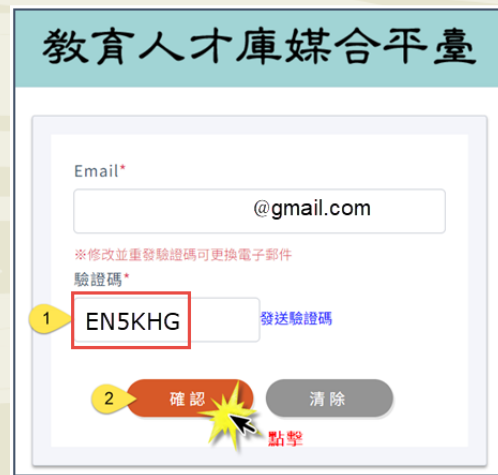 教育人才庫媒合平臺
Email*
@gmail.com
※修改並重發驗證碼可更換電子郵件
驗證碼*
1 EN5KHG 發送驗證碼
2 確認 清除
點擊